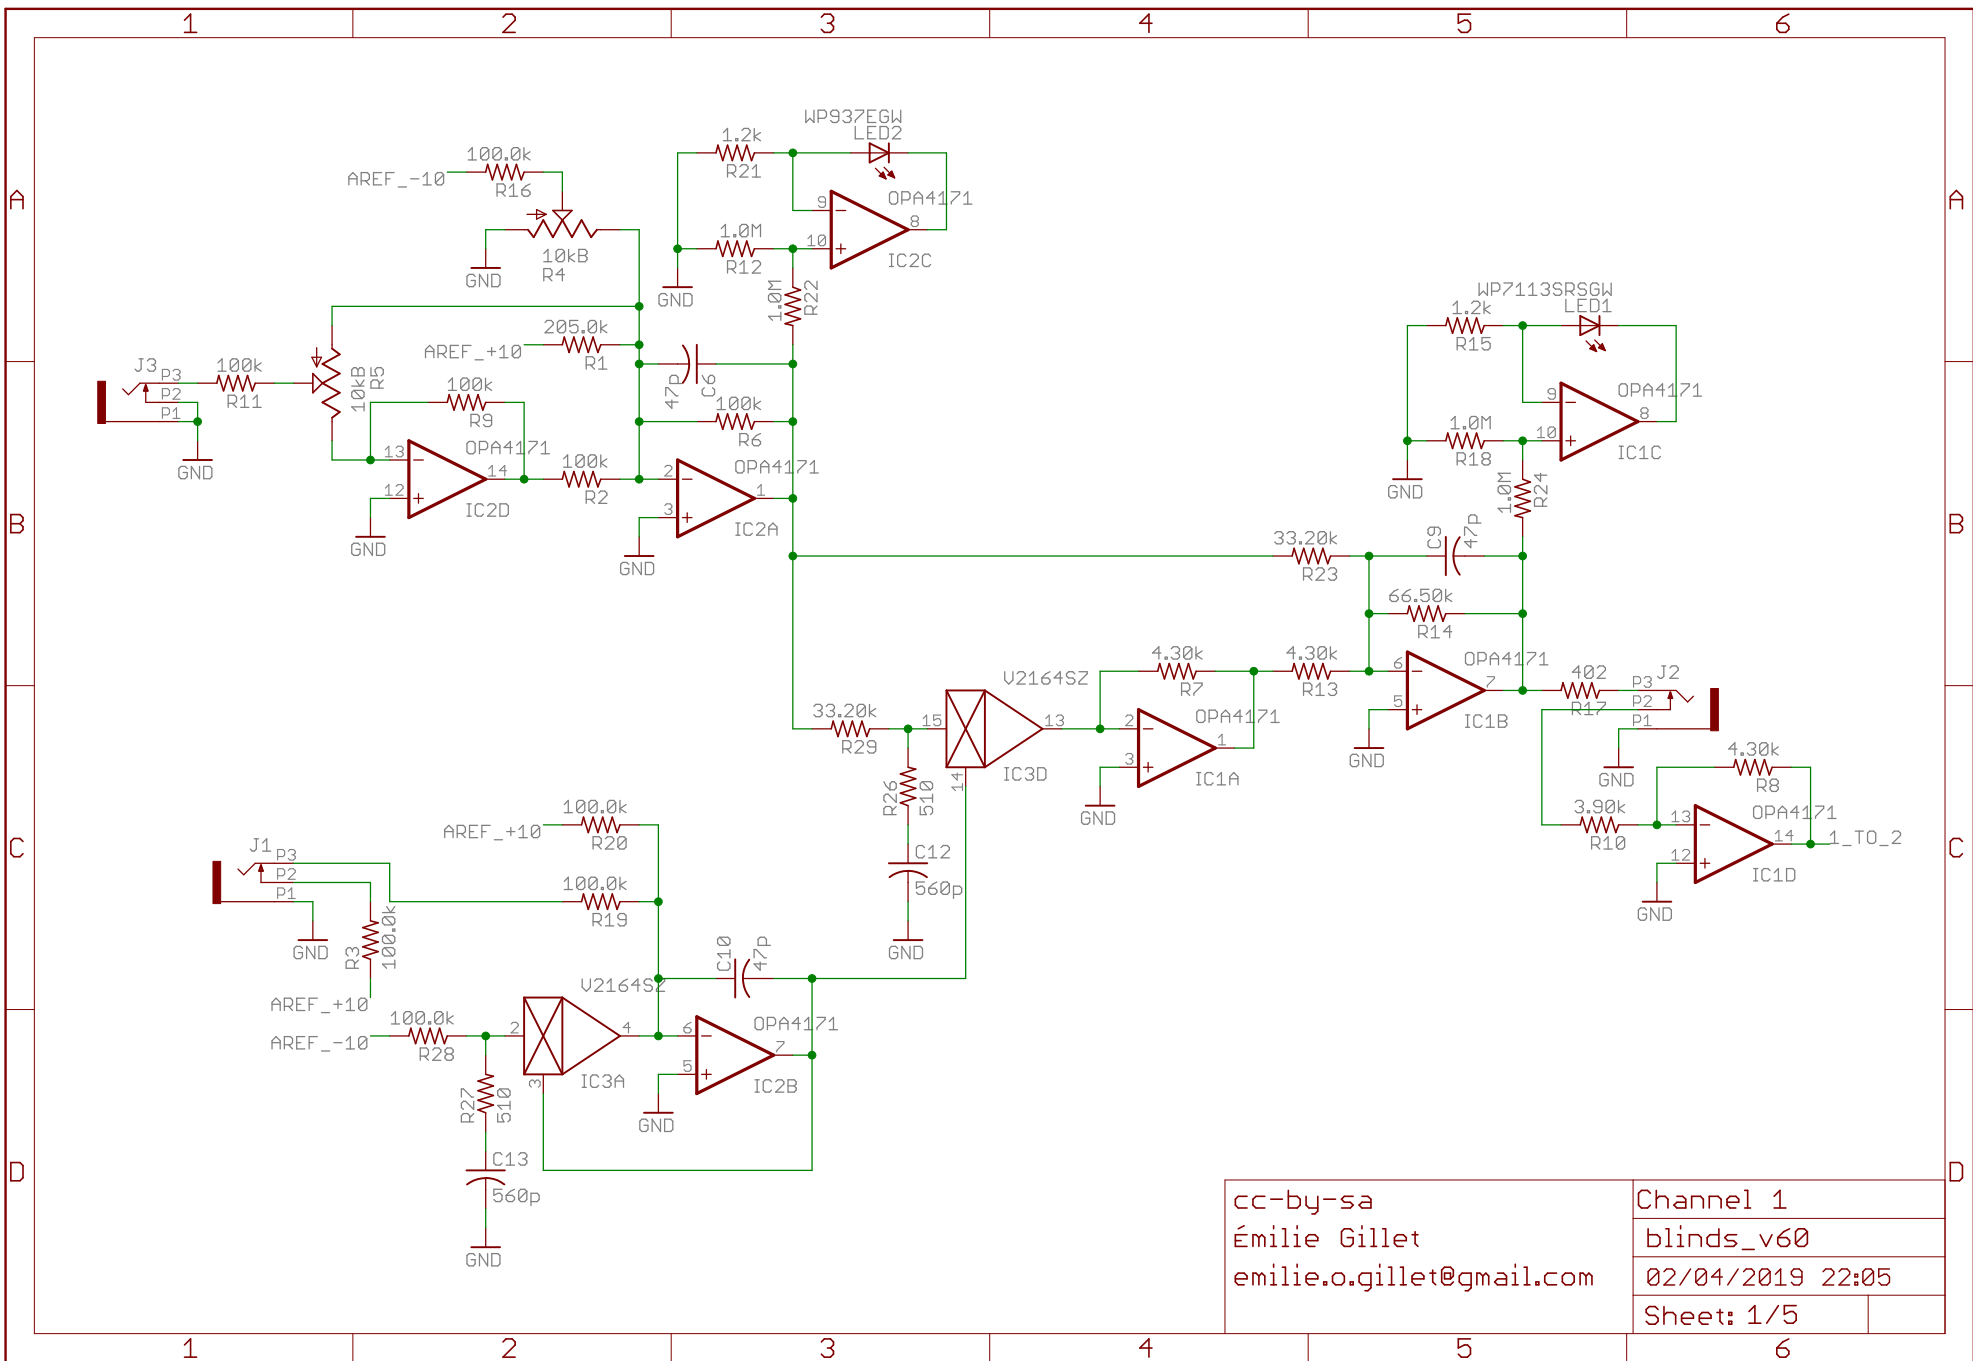 1 2 3 4 5 6
A
A
WP937EGW
LED2
1.2k
R21
100.0k
AREF_-10
R16
OPA4171
9
8
1.0M
10
R12
IC2C
10kB
R4
GND
GND
1.0M
R22
WP7113SRSGW
LED1
1.2k
R15
205.0k
AREF_+10
R1
J3
P3
P2
P1
100k
R11
10kB
R5
47p
C6
100k
R9
100k
R6
OPA4171
9
8
1.0M
10
R18
IC1C
GND
13
OPA4171
14
12
IC2D
100k
R2
OPA4171
2
1
3
IC2A
GND
GND
GND
1.0M
R24
B
B
33.20k
R23
C9
47p
66.50k
R14
4.30k
R7
4.30k
R13
6
OPA4171
7
5
IC1B
GND
402
R17
J2
P3
P2
P1
GND
V2164SZ
33.20k
R29
15
13
14
IC3D
2
OPA4171
1
3
IC1A
GND
R26
510
C12
560p
GND
4.30k
R8
3.90k
R10
13
OPA4171
14
12
IC1D
1_TO_2
GND
C
C
100.0k
AREF_+10
R20
J1
P3
P2
P1
100.0k
R19
GND
R3
100.0k
AREF_+10
C10
47p
V2164SZ
100.0k
AREF_-10
R28
2
4
3
IC3A
6
OPA4171
7
5
IC2B
GND
R27
510
C13
560p
GND
D
D
cc-by-sa
Émilie Gillet
emilie.o.gillet@gmail.com
Channel 1
blinds_v60
02/04/2019 22:05
Sheet: 1/5
1 2 3 4 5 6